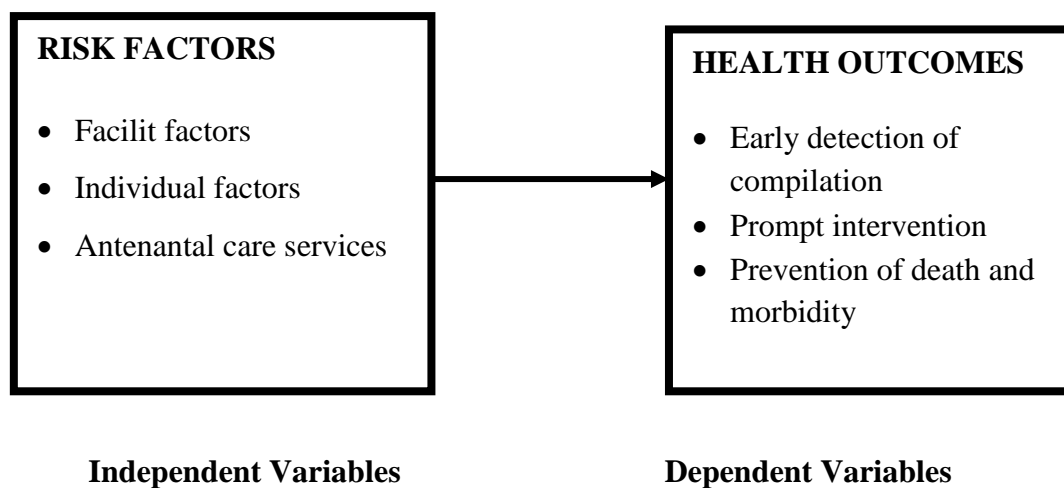 RISK FACTORS
• Facilit factors
• Individual factors
• Antenantal care services
HEALTH OUTCOMES
• Early detection of
compilation
• Prompt intervention
• Prevention of death and
morbidity
Independent Variables
Dependent Variables